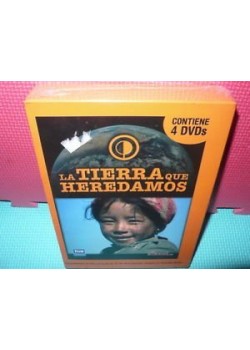 CONTIENE
4 DVDs
LA TIERRA QUE
HEREDAMOS